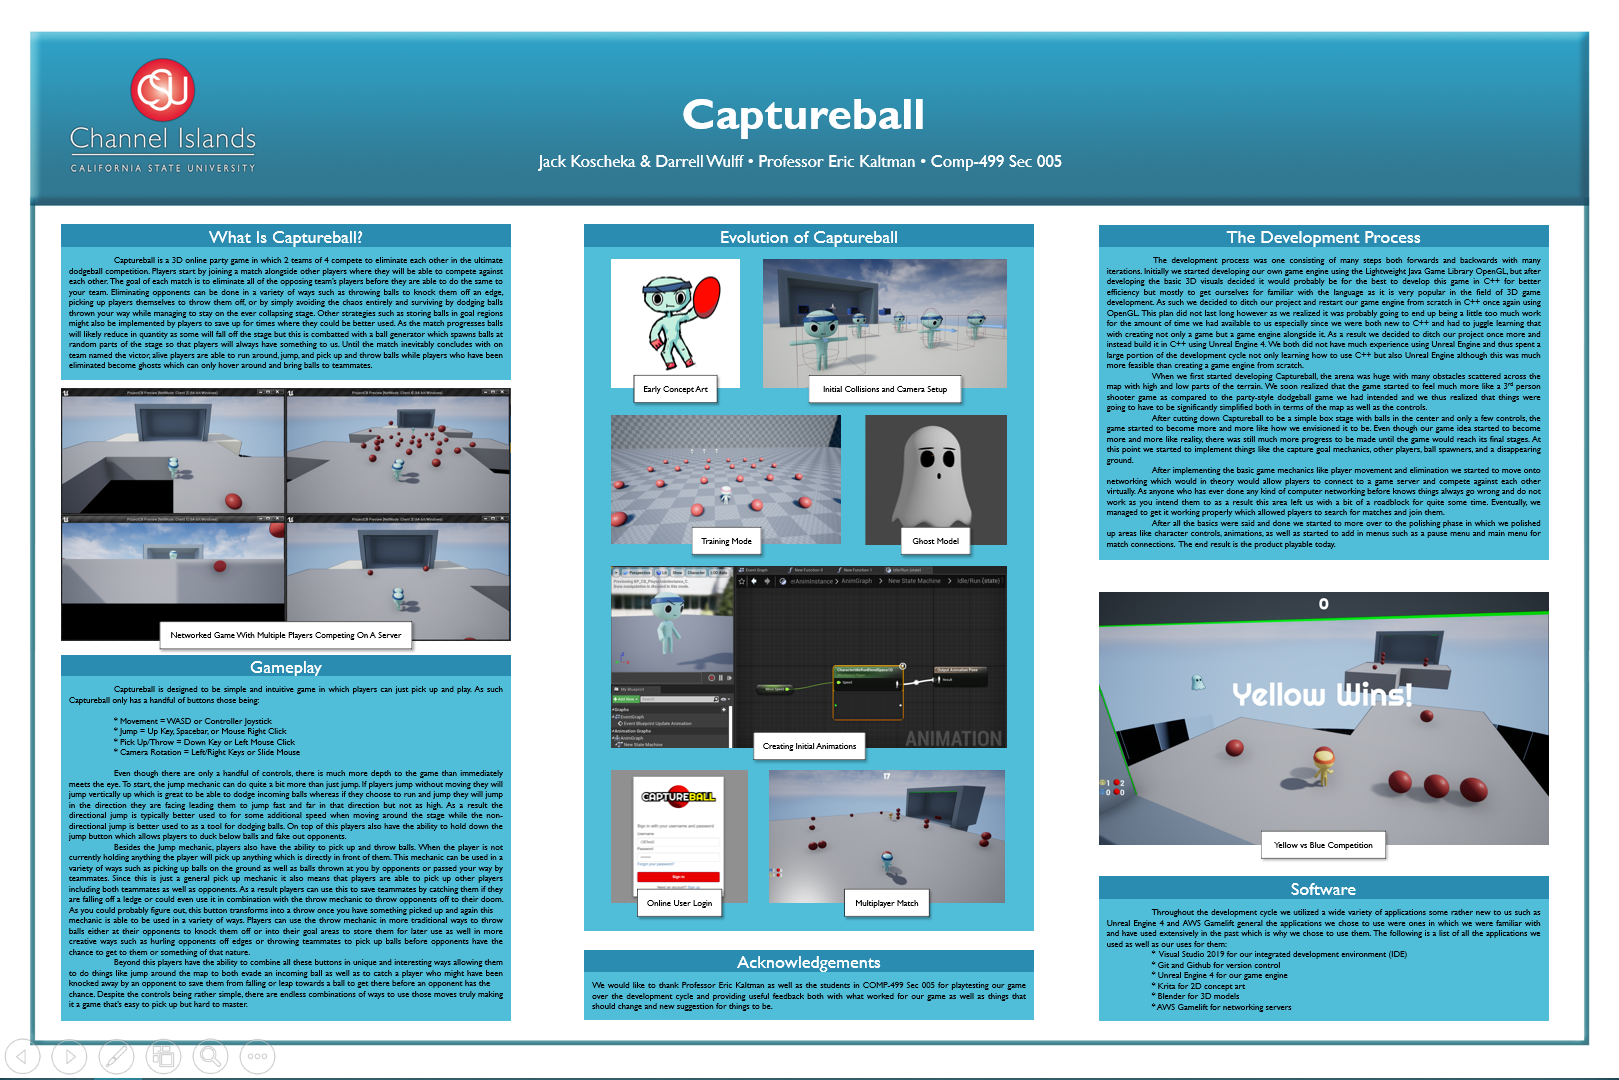 CSU
Channel Islands
CALIFORNIA STATE UNIVERSITY
Captureball
Jack Koscheka & Darrell Wulff • Professor Eric Kaltman • Comp-499 Sec 005
What Is Captureball?
Captureball is a 3D online party game in which 2 teams of 4 compete to eliminate each other in the ultimate
dodgeball competition. Players start by joining a match alongside other players where they will be able to compete against
each other. The goal of each match is to eliminate all of the opposing team's players before they are able to do the same to
your team. Eliminating opponents can be done in a variety of ways such as throwing balls to knock them off an edge,
picking up players themselves to throw them off, or by simply avoiding the chaos entirely and surviving by dodging balls
thrown your way while managing to stay on the ever collapsing stage. Other strategies such as storing balls in goal regions
might also be implemented by players to save up for times where they could be better used. As the match progresses balls
will likely reduce in quantity as some will fall off the stage but this is combatted with a ball generator which spawns balls at
random parts of the stage so that players will always have something to us. Until the match inevitably concludes with on
team named the victor, alive players are able to run around, jump, and pick up and throw balls while players who have been
eliminated become ghosts which can only hover around and bring balls to teammates.
Networked Game With Multiple Players Competing On A Server
Gameplay
Captureball is designed to be simple and intuitive game in which players can just pick up and play. As such
Captureball only has a handful of buttons those being:
* Movement = WASD or Controller Joystick
* Jump = Up Key, Spacebar, or Mouse Right Click
* Pick Up/Throw = Down Key or Left Mouse Click
* Camera Rotation = Left/Right Keys or Slide Mouse
Even though there are only a handful of controls, there is much more depth to the game than immediately
meets the eye. To start, the jump mechanic can do quite a bit more than just jump. If players jump without moving they will
jump vertically up which is great to be able to dodge incoming balls whereas if they choose to run and jump they will jump
in the direction they are facing leading them to jump fast and far in that direction but not as high. As a result the
directional jump is typically better used to for some additional speed when moving around the stage while the non-
directional jump is better used to as a tool for dodging balls. On top of this players also have the ability to hold down the
jump button which allows players to duck below balls and fake out opponents.
Besides the Jump mechanic, players also have the ability to pick up and throw balls. When the player is not
currently holding anything the player will pick up anything which is directly in front of them. This mechanic can be used in a
variety of ways such as picking up balls on the ground as well as balls thrown at you by opponents or passed your way by
teammates. Since this is just a general pick up mechanic it also means that players are able to pick up other players
including both teammates as well as opponents. As a result players can use this to save teammates by catching them if they
are falling off a ledge or could even use it in combination with the throw mechanic to throw opponents off to their doom.
As you could probably figure out, this button transforms into a throw once you have something picked up and again this
mechanic is able to be used in a variety of ways. Players can use the throw mechanic in more traditional ways to throw
balls either at their opponents to knock them off or into their goal areas to store them for later use as well as in more
creative ways such as hurling opponents off edges or throwing teammates to pick up balls before opponents have the
chance to get to them or something of that nature.
Beyond this players have the ability to combine all these buttons in unique and interesting ways allowing them
to do things like jump around the map to both evade an incoming ball as well as to catch a player who might have been
knocked away by an opponent to save them from falling or leap towards a ball to get there before an opponent has the
chance. Despite the controls being rather simple, there are endless combinations of ways to use those moves truly making
it a game that's easy to pick up but hard to master.
Evolution of Captureball
Early Concept Art
Initial Collisions and Camera Setup
Training Mode
Ghost Model
AnimGraph > New State Machine > Idle/Run (state)
ANIMATION
Creating Initial Animations
CAPTUREBALL
Sign in with your username and password
Username
Password
Forgot your password?
Sign in
Need an account? Sign up
Online User Login
17
Multiplayer Match
Acknowledgements
We would like to thank Professor Eric Kaltman as well as the students in COMP-499 Sec 005 for playtesting our game
over the development cycle and providing useful feedback both with what worked for our game as well as things that
should change and new suggestion for things to be.
The Development Process
The development process was one consisting of many steps both forwards and backwards with many
iterations. Initially we started developing our own game engine using the Lightweight Java Game Library OpenGL, but after
developing the basic 3D visuals decided it would probably be for the best to develop this game in C++ for better
efficiency but mostly to get ourselves for familiar with the language as it is very popular in the field of 3D game
development. As such we decided to ditch our project and restart our game engine from scratch in C++ once again using
OpenGL. This plan did not last long however as we realized it was probably going to end up being a little too much work
for the amount of time we had available to us especially since we were both new to C++ and had to juggle learning that
with creating not only a game but a game engine alongside it. As a result we decided to ditch our project once more and
instead build it in C++ using Unreal Engine 4. We both did not have much experience using Unreal Engine and thus spent a
large portion of the development cycle not only learning how to use C++ but also Unreal Engine although this was much
more feasible than creating a game engine from scratch.
When we first started developing Captureball, the arena was huge with many obstacles scattered across the
map with high and low parts of the terrain. We soon realized that the game started to feel much more like a 3rd person
shooter game as compared to the party-style dodgeball game we had intended and we thus realized that things were
going to have to be significantly simplified both in terms of the map as well as the controls.
After cutting down Captureball to be a simple box stage with balls in the center and only a few controls, the
game started to become more and more like how we envisioned it to be. Even though our game idea started to become
more and more like reality, there was still much more progress to be made until the game would reach its final stages. At
this point we started to implement things like the capture goal mechanics, other players, ball spawners, and a disappearing
ground.
After implementing the basic game mechanics like player movement and elimination we started to move onto
networking which would in theory would allow players to connect to a game server and compete against each other
virtually. As anyone who has ever done any kind of computer networking before knows things always go wrong and do not
work as you intend them to as a result this area left us with a bit of a roadblock for quite some time. Eventually, we
managed to get it working properly which allowed players to search for matches and join them.
After all the basics were said and done we started to more over to the polishing phase in which we polished
up areas like character controls, animations, as well as started to add in menus such as a pause menu and main menu for
match connections. The end result is the product playable today.
0
Yellow Wins!
Yellow vs Blue Competition
Software
Throughout the development cycle we utilized a wide variety of applications some rather new to us such as
Unreal Engine 4 and AWS Gamelift general the applications we chose to use were ones in which we were familiar with
and have used extensively in the past which is why we chose to use them. The following is a list of all the applications we
used as well as our uses for them:
* Visual Studio 2019 for our integrated development environment (IDE)
* Git and Github for version control
* Unreal Engine 4 for our game engine
* Krita for 2D concept art
* Blender for 3D models
* AWS Gamelift for networking servers